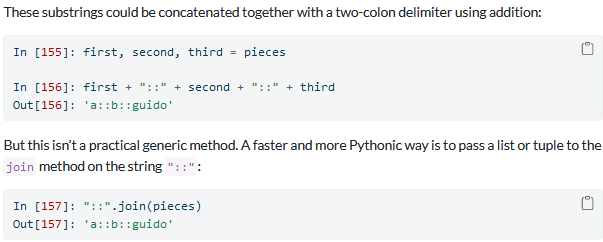 These substrings could be concatenated together with a two-colon delimiter using addition:
In [155]: first, second, third = pieces
In [156]: first + "::" + second + "::" + third
Out[156]: 'a::b::guido'
But this isn’t a practical generic method. A faster and more Pythonic way is to pass a list or tuple to the
join method on the string "::":
In [157]: "::".join(pieces)
Out[157]: 'a::b::guido'